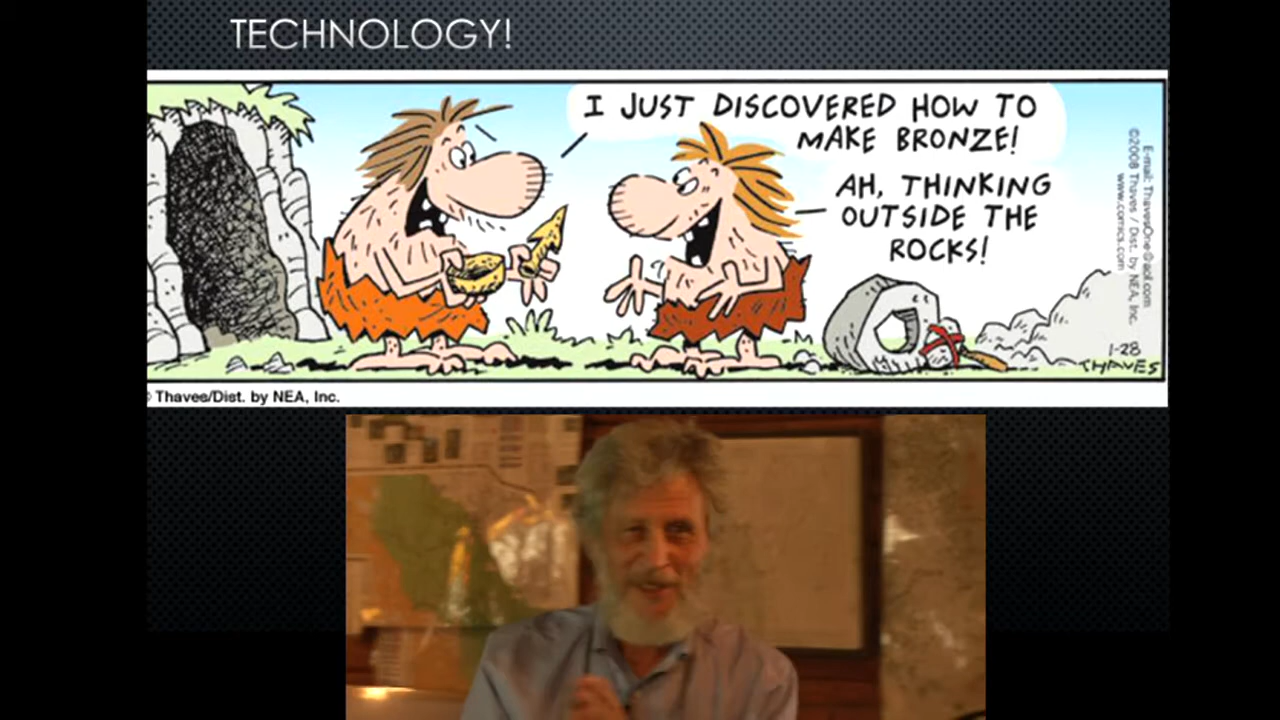 TECHNOLOGY!
I JUST DISCOVERED HOW TO
MAKE BRONZE!
AH, THINKING
OUTSIDE THE
ROCKS!
E-mail: ThavesOne@aol.com
©2008 Thaves / Dist. by NEA, Inc.
www.comics.com
1-28
THAVES
Thaves/Dist. by NEA, Inc.